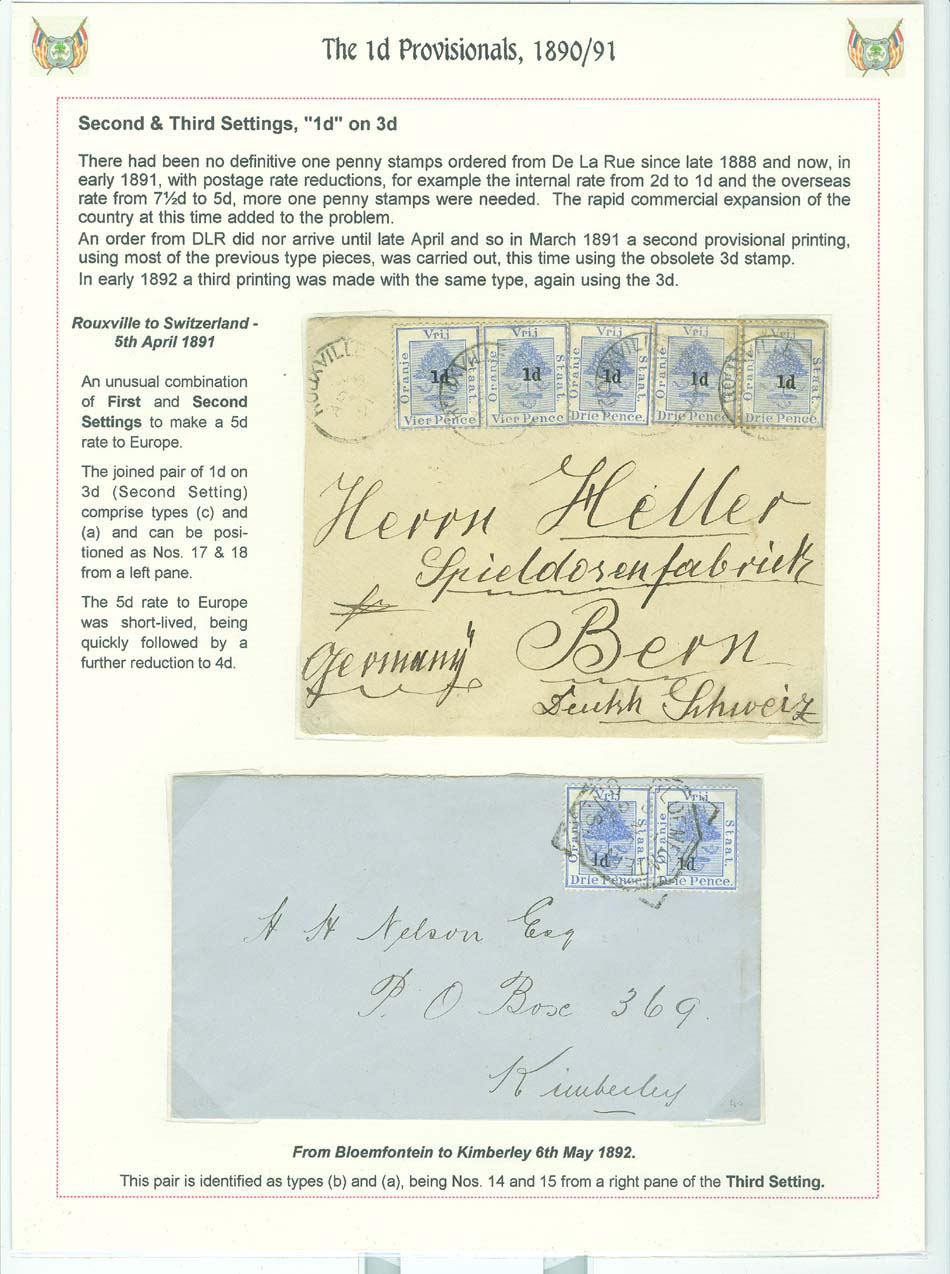 The 1d Provisionals, 1890/91
Second & Third Settings, "1d" on 3d
There had been no definitive one penny stamps ordered from De La Rue since late 1888 and now, in
early 1891, with postage rate reductions, for example the internal rate from 2d to 1d and the overseas
rate from 7½d to 5d, more one penny stamps were needed. The rapid commercial expansion of the
country at this time added to the problem.
An order from DLR did nor arrive until late April and so in March 1891 a second provisional printing,
using most of the previous type pieces, was carried out, this time using the obsolete 3d stamp.
In early 1892 a third printing was made with the same type, again using the 3d.
Rouxville to Switzerland -
5th April 1891
An unusual combination
of First and Second
Settings to make a 5d
rate to Europe.
The joined pair of 1d on
3d (Second Setting)
comprise types (c) and
(a) and can be posi-
tioned as Nos. 17 & 18
from a left pane.
The 5d rate to Europe
was short-lived, being
quickly followed by a
further reduction to 4d.
ROUXVILLE
Vrij Vrij Vrij Vrij Vrij
Oranje Staat. Oranje Staat. Oranje Staat. Oranje Staat. Oranje Staat.
1d 1d 1d 1d 1d
Vier Pence Vier Pence Drie Pence. Drie Pence. Drie Pence.
Herrn Heller
Spieldosenfabrick
Bern
Germany
Schweiz
Vrij Vrij
Oranje Staat. Oranje Staat.
1d 1d
Drie Pence. Drie Pence.
H H Nelson Esq
P. O Box 369.
Kimberley
From Bloemfontein to Kimberley 6th May 1892.
This pair is identified as types (b) and (a), being Nos. 14 and 15 from a right pane of the Third Setting.